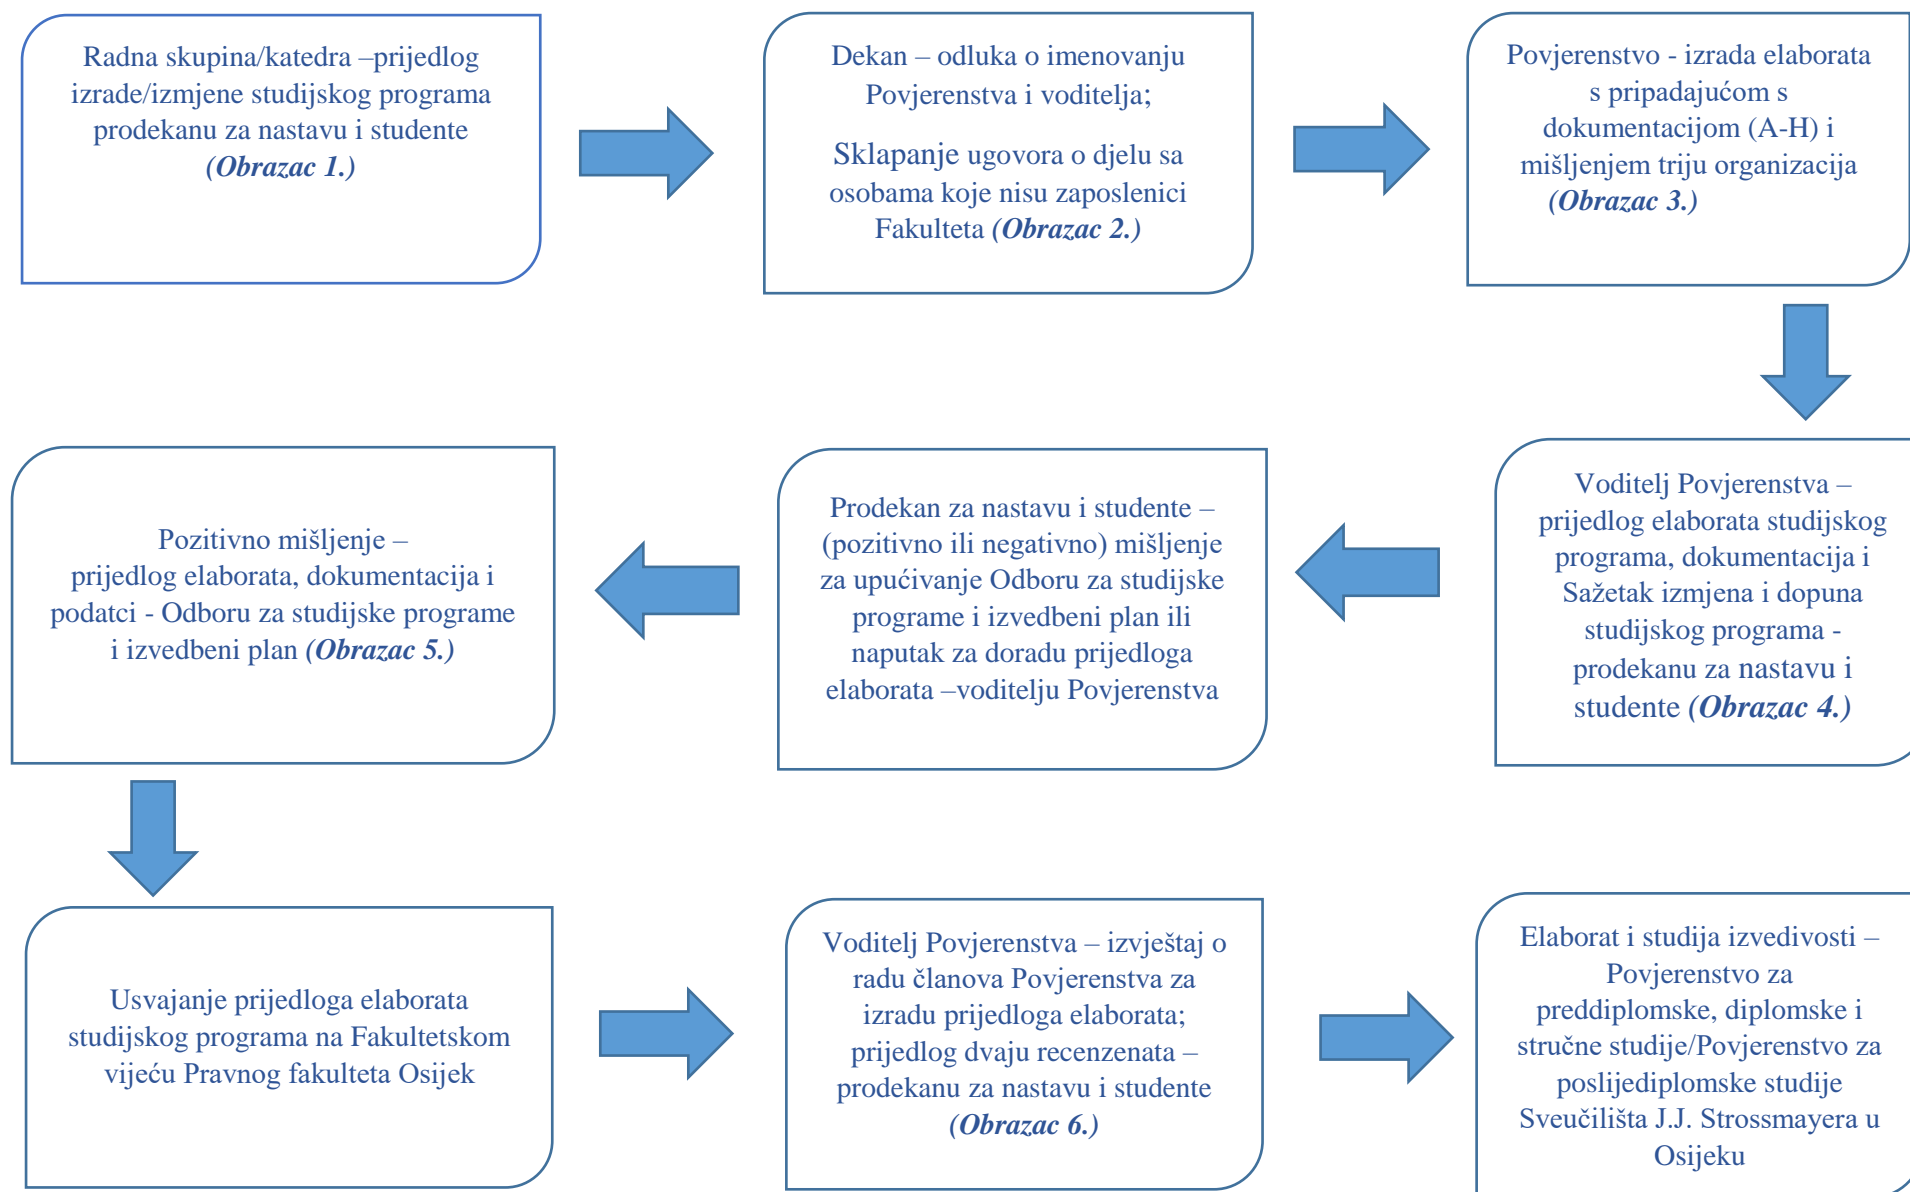 Radna skupina/katedra –prijedlog
izrade/izmjene studijskog programa
prodekanu za nastavu i studente
(Obrazac 1.)
Dekan – odluka o imenovanju
Povjerenstva i voditelja;
Sklapanje ugovora o djelu sa
osobama koje nisu zaposlenici
Fakulteta (Obrazac 2.)
Povjerenstvo - izrada elaborata
s pripadajućom s
dokumentacijom (A-H) i
mišljenjem triju organizacija
(Obrazac 3.)
Voditelj Povjerenstva –
prijedlog elaborata studijskog
programa, dokumentacija i
Sažetak izmjena i dopuna
studijskog programa -
prodekanu za nastavu i
studente (Obrazac 4.)
Prodekan za nastavu i studente –
(pozitivno ili negativno) mišljenje
za upućivanje Odboru za studijske
programe i izvedbeni plan ili
naputak za doradu prijedloga
elaborata –voditelju Povjerenstva
Pozitivno mišljenje –
prijedlog elaborata, dokumentacija i
podatci - Odboru za studijske programe
i izvedbeni plan (Obrazac 5.)
Usvajanje prijedloga elaborata
studijskog programa na Fakultetskom
vijeću Pravnog fakulteta Osijek
Voditelj Povjerenstva – izvještaj o
radu članova Povjerenstva za
izradu prijedloga elaborata;
prijedlog dvaju recenzenata –
prodekanu za nastavu i studente
(Obrazac 6.)
Elaborat i studija izvedivosti –
Povjerenstvo za
preddiplomske, diplomske i
stručne studije/Povjerenstvo za
poslijediplomske studije
Sveučilišta J.J. Strossmayera u
Osijeku